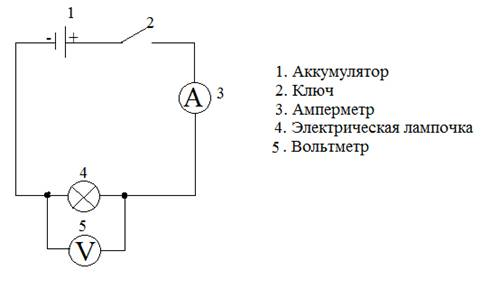 1
2
- +
A 3
4
5
V
1. Аккумулятор
2. Ключ
3. Амперметр
4. Электрическая лампочка
5 . Вольтметр